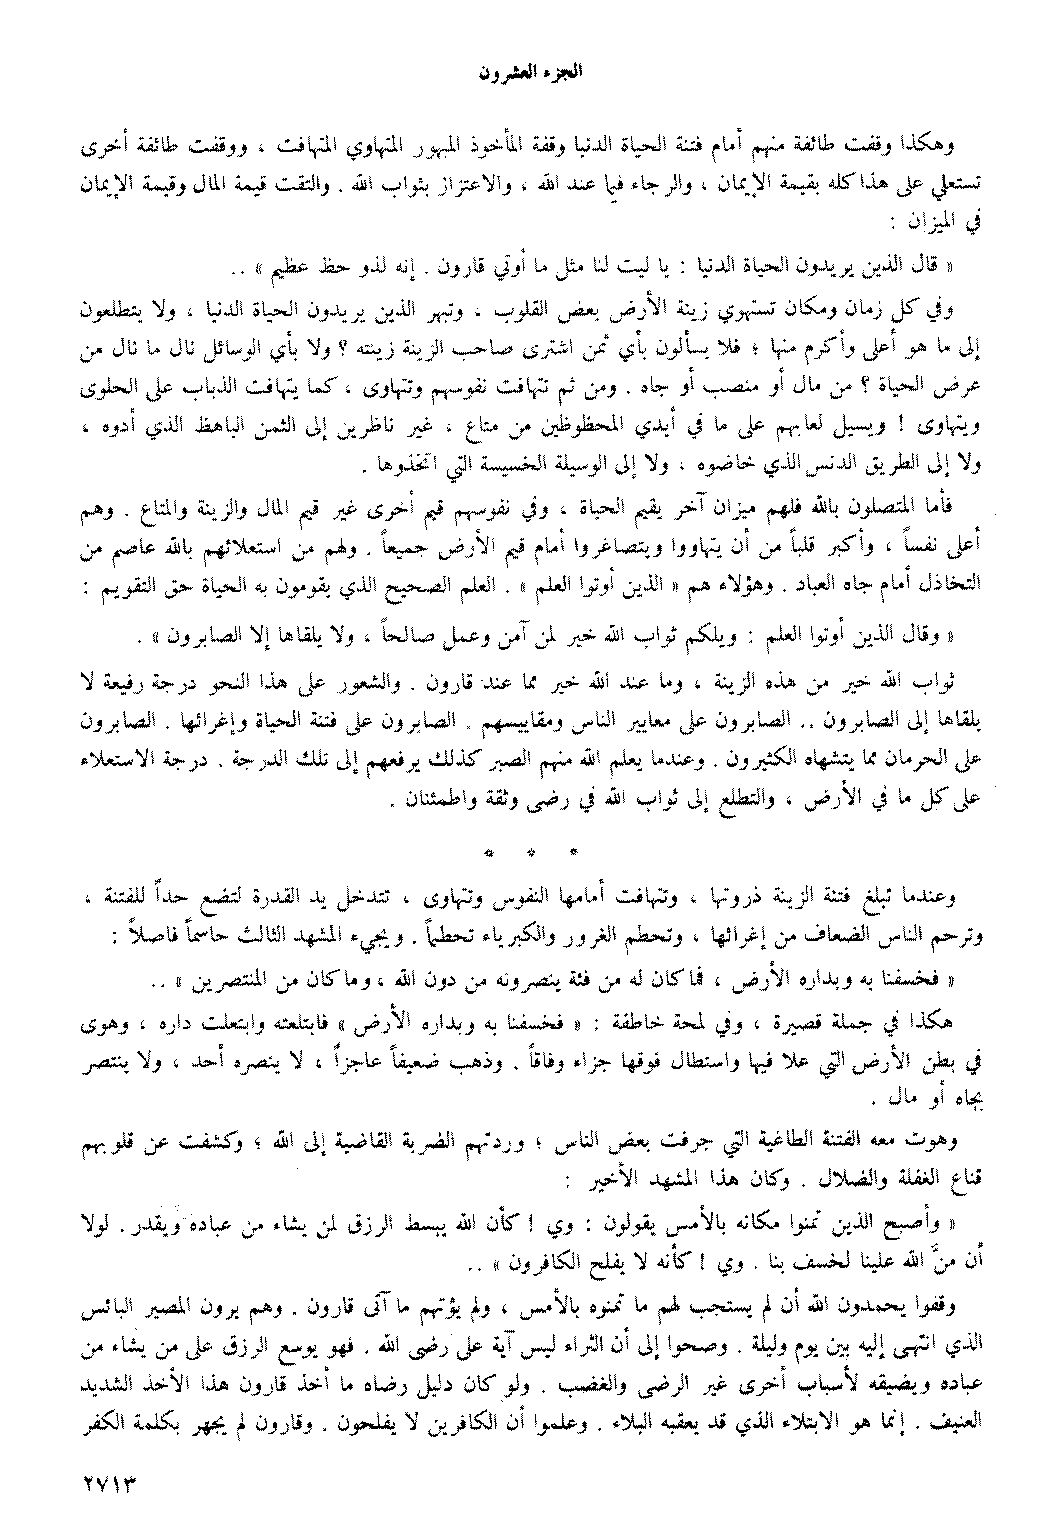 الجزء العشرون
وهكذا وقفت طائفة منهم أمام فتنة الحياة الدنيا وقفة المأخوذ المبهور المتهاوي المتهافت ، ووقفت طائفة أخرى
تستعلي على هذا كله بقيمة الإيمان ، والرجاء فيما عند الله ، والاعتزاز بثواب الله . والتقت قيمة المال وقيمة الإيمان
في الميزان :
« قال الذين يريدون الحياة الدنيا : يا ليت لنا مثل ما أوتي قارون . إنه لذو حظ عظيم » ..
وفي كل زمان ومكان تستهوي زينة الأرض بعض القلوب ، وتبهر الذين يريدون الحياة الدنيا ، ولا يتطلعون
إلى ما هو أعلى وأكرم منها ؛ فلا يسألون بأي ثمن اشترى صاحب الزينة زينته ؟ ولا بأي الوسائل نال ما نال من
عرض الحياة ؟ من مال أو منصب أو جاه . ومن ثم تتهافت نفوسهم وتتهاوى ، كما يتهافت الذباب على الحلوى
ويتهاوى ! ويسيل لعابهم على ما في أيدي المحظوظين من متاع ، غير ناظرين إلى الثمن الباهظ الذي أدوه ،
ولا إلى الطريق الدنس الذي خاضوه ، ولا إلى الوسيلة الخسيسة التي اتخذوها .
فأما المتصلون بالله فلهم ميزان آخر يقيم الحياة ، وفي نفوسهم قيم أخرى غير قيم المال والزينة والمتاع . وهم
أعلى نفساً ، وأكبر قلباً من أن يتهاووا ويتصاغروا أمام قيم الأرض جميعاً . ولهم من استعلائهم بالله عاصم من
التخاذل أمام جاه العباد . وهؤلاء هم « الذين أوتوا العلم » . العلم الصحيح الذي يقومون به الحياة حق التقويم :
« وقال الذين أوتوا العلم : ويلكم ثواب الله خير لمن آمن وعمل صالحاً ، ولا يلقاها إلا الصابرون » .
ثواب الله خير من هذه الزينة ، وما عند الله خير مما عند قارون . والشعور على هذا النحو درجة رفيعة لا
يلقاها إلى الصابرون .. الصابرون على معايير الناس ومقاييسهم . الصابرون على فتنة الحياة وإغرائها . الصابرون
على الحرمان مما يتشهاه الكثيرون . وعندما يعلم الله منهم الصبر كذلك يرفعهم إلى تلك الدرجة . درجة الاستعلاء
على كل ما في الأرض ، والتطلع إلى ثواب الله في رضى وثقة واطمئنان .
* * *
وعندما تبلغ فتنة الزينة ذروتها ، وتتهافت أمامها النفوس وتتهاوى ، تتدخل يد القدرة لتضع حداً للفتنة ،
وترحم الناس الضعاف من إغرائها ، وتحطم الغرور والكبرياء تحطيماً . ويجيء المشهد الثالث حاسماً فاصلاً :
« فخسفنا به وبداره الأرض ، فما كان له من فئة ينصرونه من دون الله ، وما كان من المنتصرين » ..
هكذا في جملة قصيرة ، وفي لمحة خاطفة : « فخسفنا به وبداره الأرض » فابتلعته وابتعلت داره ، وهوى
في بطن الأرض التي علا فيها واستطال فوقها جزاء وفاقاً . وذهب ضعيفاً عاجزاً ، لا ينصره أحد ، ولا ينتصر
بجاه أو مال .
وهوت معه الفتنة الطاغية التي جرفت بعض الناس ؛ وردتهم الضربة القاضية إلى الله ؛ وكشفت عن قلوبهم
قناع الغفلة والضلال . وكان هذا المشهد الأخير :
« وأصبح الذين تمنوا مكانه بالأمس يقولون : وي ! كأن الله يبسط الرزق لمن يشاء من عباده ويقدر . لولا
أن منَّ الله علينا لخسف بنا . وي ! كأنه لا يفلح الكافرون » ..
وقفوا يحمدون الله أن لم يستجب لهم ما تمنوه بالأمس ، ولم يؤتهم ما آتى قارون . وهم يرون المصير البائس
الذي انتهى إليه بين يوم وليلة . وصحوا إلى أن الثراء ليس آية على رضى الله . فهو يوسع الرزق على من يشاء من
عباده ويضيقه لأسباب أخرى غير الرضى والغضب . ولو كان دليل رضاه ما أخذ قارون هذا الأخذ الشديد
العنيف . إنما هو الابتلاء الذي قد يعقبه البلاء . وعلموا أن الكافرين لا يفلحون . وقارون لم يجهر بكلمة الكفر
٢٧١٣